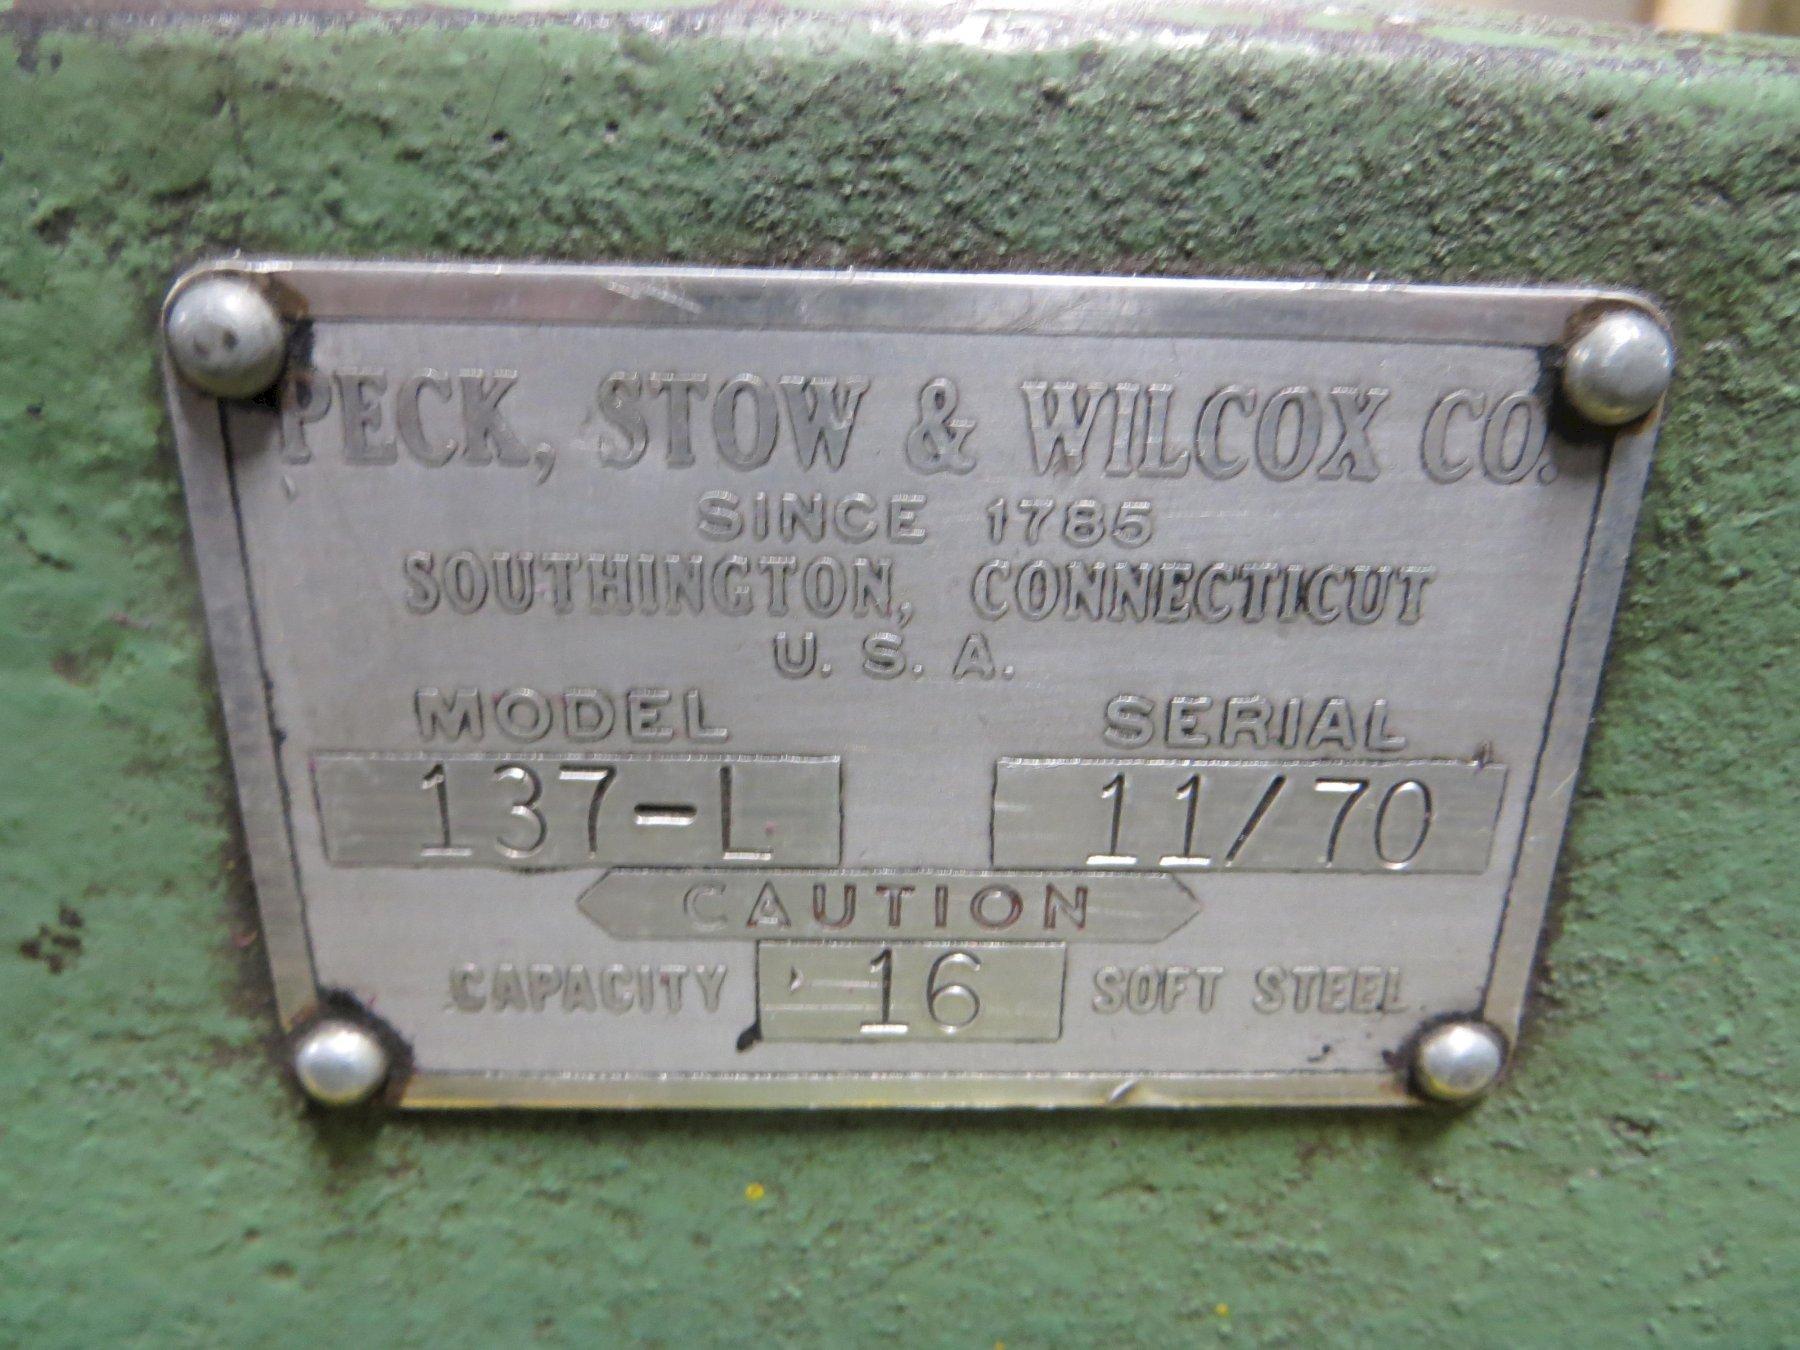 PECK, STOW & WILCOX CO.
SINCE 1785
SOUTHINGTON, CONNECTICUT
U. S. A.
MODEL SERIAL
137-L 11/70
CAUTION
CAPACITY 16 SOFT STEEL